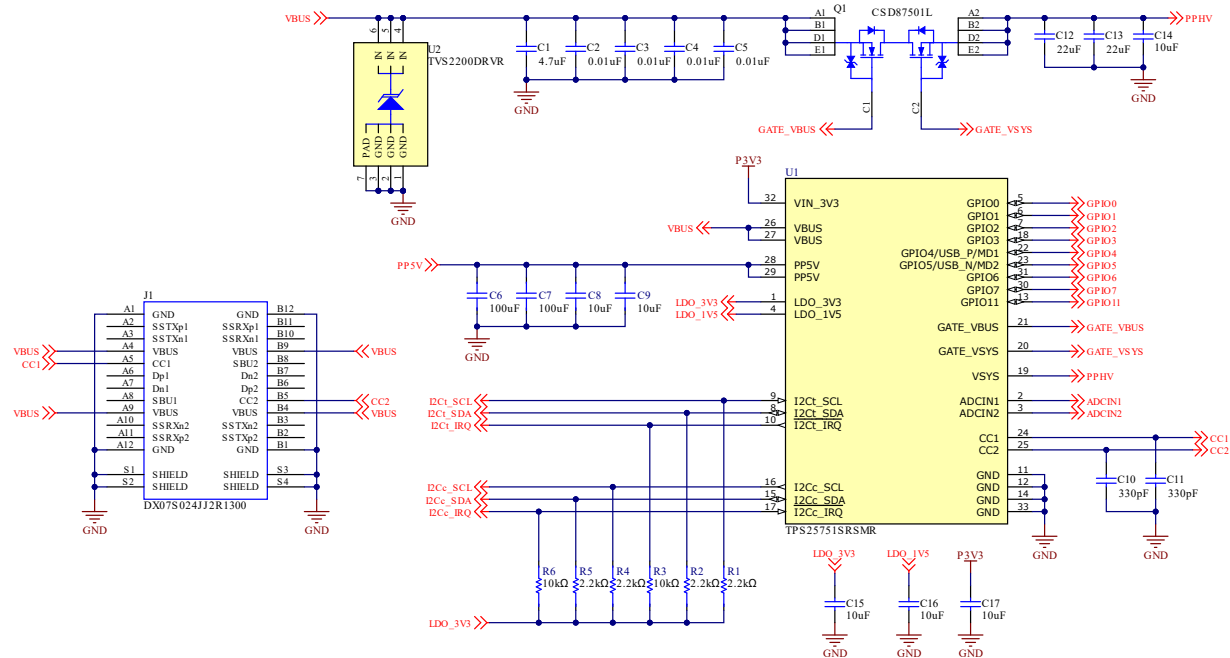 VBUS
6
5
4
IN
IN
IN
U2
TVS2200DRVR
PAD
GND
GND
GND
7
3
2
1
GND
C1
4.7uF
C2
0.01uF
C3
0.01uF
C4
0.01uF
C5
0.01uF
GND
Q1
CSD87501L
A1
B1
D1
E1
A2
B2
D2
E2
C1
C2
GATE_VBUS
GATE_VSYS
PPHV
C12
22uF
C13
22uF
C14
10uF
GND
P3V3
U1
32 VIN_3V3
VBUS
26 VBUS
27 VBUS
PP5V
28 PP5V
29 PP5V
C6
100uF
C7
100uF
C8
10uF
C9
10uF
GND
LDO_3V3 1 LDO_3V3
LDO_1V5 4 LDO_1V5
I2Ct_SCL 9 I2Ct_SCL
I2Ct_SDA 8 I2Ct_SDA
I2Ct_IRQ 10 I2Ct_IRQ
I2Cc_SCL 16 I2Cc_SCL
I2Cc_SDA 15 I2Cc_SDA
I2Cc_IRQ 17 I2Cc_IRQ
GPIO0 5 GPIO0
GPIO1 6 GPIO1
GPIO2 7 GPIO2
GPIO3 18 GPIO3
GPIO4/USB_P/MD1 22 GPIO4
GPIO5/USB_N/MD2 23 GPIO5
GPIO6 31 GPIO6
GPIO7 30 GPIO7
GPIO11 13 GPIO11
GATE_VBUS 21 GATE_VBUS
GATE_VSYS 20 GATE_VSYS
VSYS 19 PPHV
ADCIN1 2 ADCIN1
ADCIN2 3 ADCIN2
CC1 24 CC1
CC2 25 CC2
GND 11
GND 12
GND 14
GND 33
TPS25751SRSMR
GND
C10
330pF
C11
330pF
GND
J1
A1 GND GND B12
A2 SSTXp1 SSRXp1 B11
A3 SSTXn1 SSRXn1 B10
VBUS A4 VBUS VBUS B9 VBUS
CC1 A5 CC1 SBU2 B8
A6 Dp1 Dn2 B7
A7 Dn1 Dp2 B6
A8 SBU1 CC2 B5 CC2
VBUS A9 VBUS VBUS B4 VBUS
A10 SSRXn2 SSTXn2 B3
A11 SSRXp2 SSTXp2 B2
A12 GND GND B1
S1 SHIELD SHIELD S3
S2 SHIELD SHIELD S4
DX07S024JJ2R1300
GND
GND
R6
10kΩ
R5
2.2kΩ
R4
2.2kΩ
R3
10kΩ
R2
2.2kΩ
R1
2.2kΩ
LDO_3V3
LDO_3V3
C15
10uF
GND
LDO_1V5
C16
10uF
GND
P3V3
C17
10uF
GND